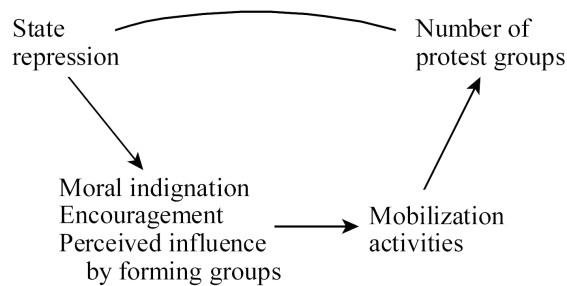 State
repression
Number of
protest groups
Moral indignation
Encouragement
Perceived influence
by forming groups
Mobilization
activities